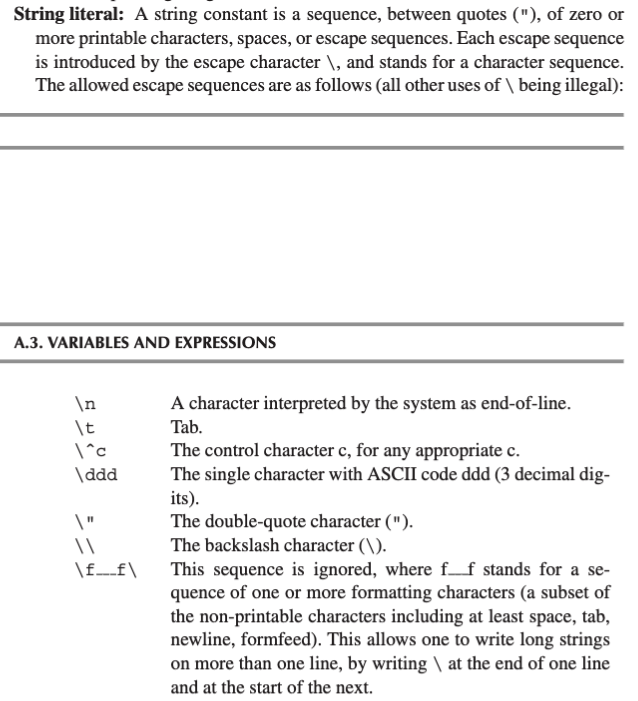 String literal: A string constant is a sequence, between quotes ("), of zero or
more printable characters, spaces, or escape sequences. Each escape sequence
is introduced by the escape character \, and stands for a character sequence.
The allowed escape sequences are as follows (all other uses of \ being illegal):
A.3. VARIABLES AND EXPRESSIONS
\n A character interpreted by the system as end-of-line.
\t Tab.
\^c The control character c, for any appropriate c.
\ddd The single character with ASCII code ddd (3 decimal dig-
its).
\" The double-quote character (").
\\ The backslash character (\).
\f__f\ This sequence is ignored, where f__f stands for a se-
quence of one or more formatting characters (a subset of
the non-printable characters including at least space, tab,
newline, formfeed). This allows one to write long strings
on more than one line, by writing \ at the end of one line
and at the start of the next.